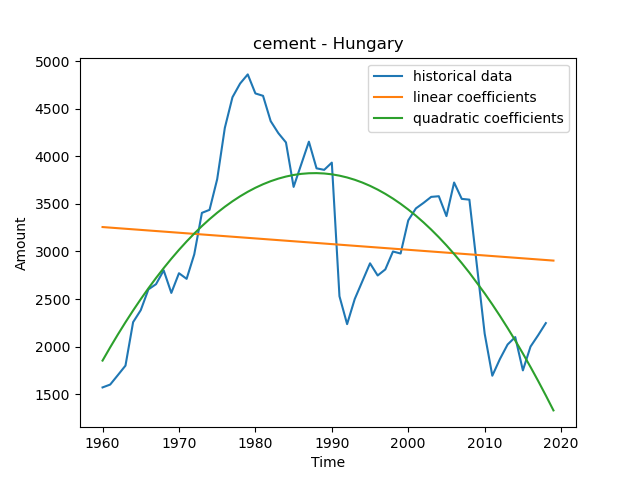 cement - Hungary
historical data
linear coefficients
quadratic coefficients
5000
4500
4000
3500
3000
2500
2000
1500
Amount
1960 1970 1980 1990 2000 2010 2020
Time